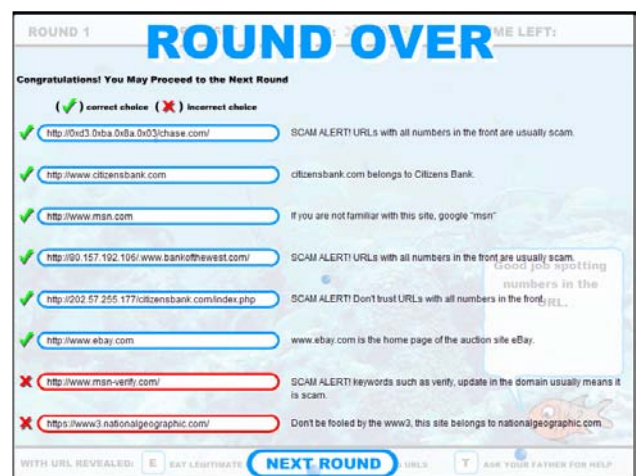 ROUND 1
ROUND OVER
ME LEFT:
Congratulations! You May Proceed to the Next Round
( ) correct choice ( ) incorrect choice
http://0xd3.0xba.0x8a.0x03/chase.com/ SCAM ALERT! URLs with all numbers in the front are usually scam.
http://www.citizensbank.com citizensbank.com belongs to Citizens Bank.
http://www.msn.com If you are not familiar with this site, google "msn"
http://80.157.192.106/.www.bankofthewest.com/ SCAM ALERT! URLs with all numbers in the front are usually scam.
Good job spotting
numbers in the
URL.
http://202.57.255.177/citizensbank.com/index.php SCAM ALERT! Don't trust URLs with all numbers in the front.
http://www.ebay.com www.ebay.com is the home page of the auction site eBay.
http://www.msn-verify.com/ SCAM ALERT! keywords such as verify, update in the domain usually means it
is scam.
https://www3.nationalgeographic.com/ Don't be fooled by the www3, this site belongs to nationalgeographic.com
WITH URL REVEALED: E EAT LEGITIMATE NEXT ROUND URLS T ASK YOUR FATHER FOR HELP